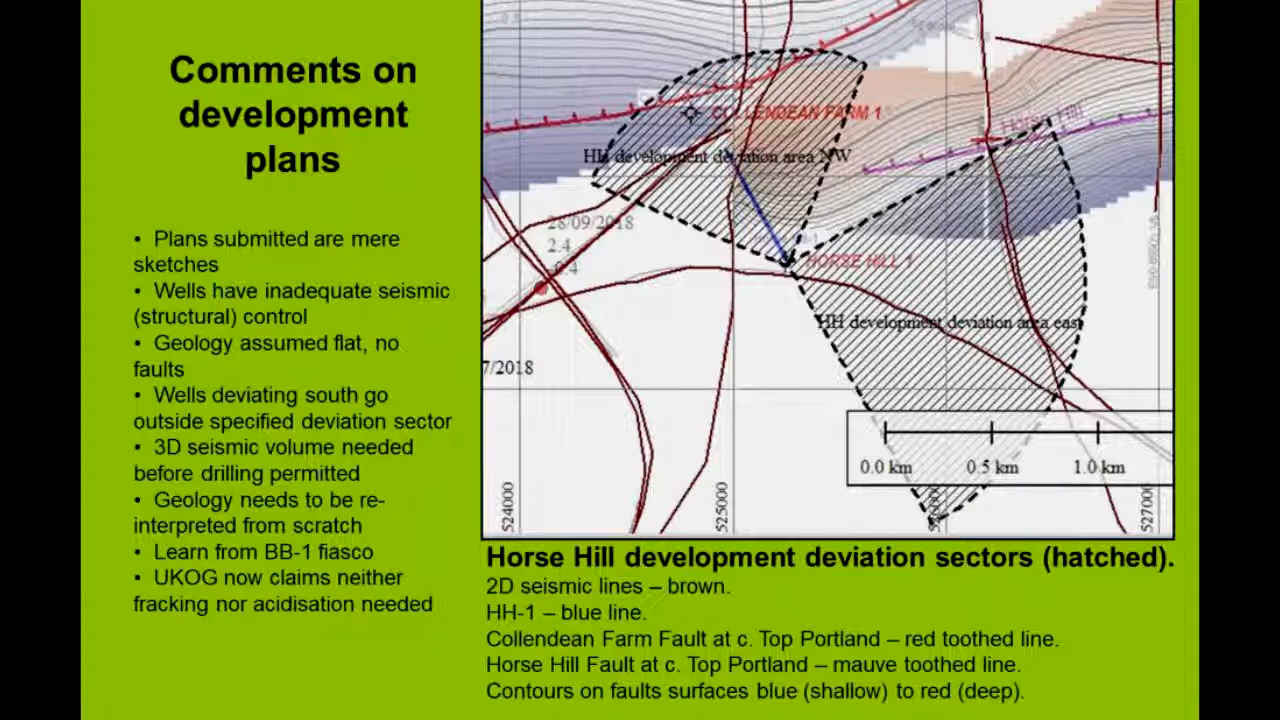 Comments on
development
plans
• Plans submitted are mere
sketches
• Wells have inadequate seismic
(structural) control
• Geology assumed flat, no
faults
• Wells deviating south go
outside specified deviation sector
• 3D seismic volume needed
before drilling permitted
• Geology needs to be re-
interpreted from scratch
• Learn from BB-1 fiasco
• UKOG now claims neither
fracking nor acidisation needed
COLLENDEAN FARM 1
HH development deviation area NW
28/09/2018
2.4
HORSE HILL 1
HH development deviation area east
7/2018
0.0 km 0.5 km 1.0 km
524000
525000
527000
Horse Hill development deviation sectors (hatched).
2D seismic lines – brown.
HH-1 – blue line.
Collendean Farm Fault at c. Top Portland – red toothed line.
Horse Hill Fault at c. Top Portland – mauve toothed line.
Contours on faults surfaces blue (shallow) to red (deep).